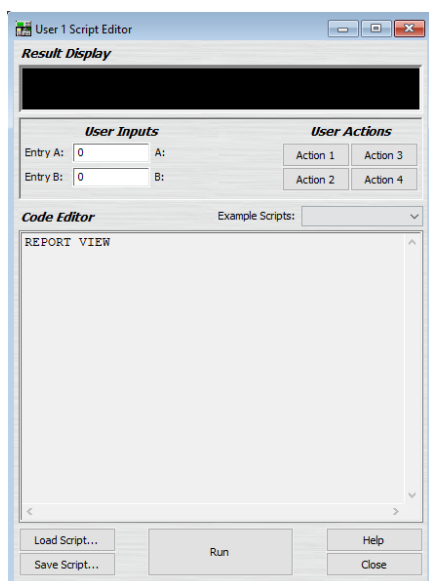 User 1 Script Editor
Result Display
User Inputs
User Actions
Entry A: 0 A:
Action 1 Action 3
Entry B: 0 B:
Action 2 Action 4
Code Editor Example Scripts:
REPORT VIEW
Load Script...
Run
Help
Save Script...
Close